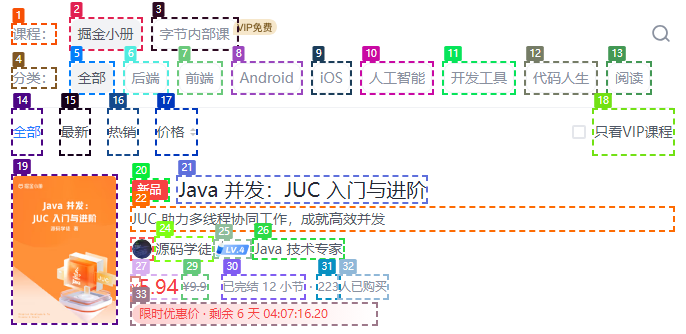 1 2 3
课程: 掘金小册 字节内部课 VIP免费
4 5 6 7 8 9 10 11 12 13
分类: 全部 后端 前端 Android iOS 人工智能 开发工具 代码人生 阅读
14 15 16 17 18
全部 最新 热销 价格 只看VIP课程
19 20 21
新品 Java 并发：JUC 入门与进阶
22
JUC 助力多线程协同工作，成就高效并发
24 25 26
源码学徒 LV.4 Java 技术专家
27 29 30 31 32
5.94 ¥9.9 已完结 12 小节 · 223人已购买
33
限时优惠价 · 剩余 6 天 04:07:16.20
掘金小册
Java 并发：
JUC 入门与进阶
源码学徒 著